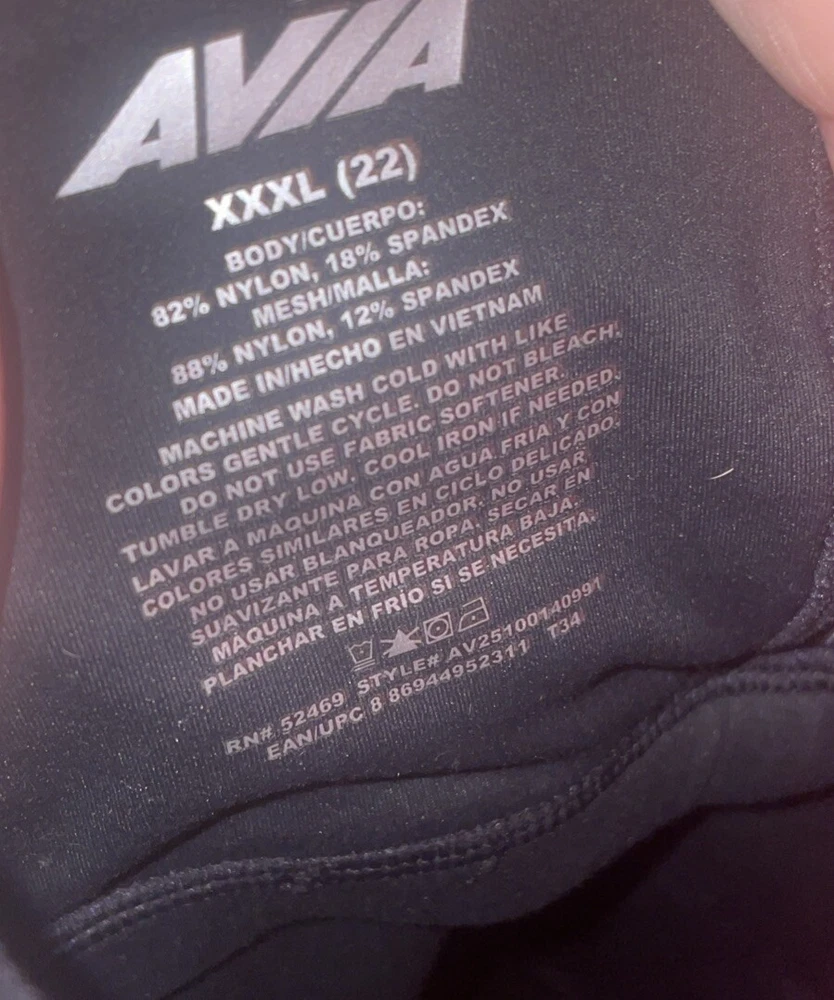 AVIA
XXXL (22)
BODY/CUERPO:
82% NYLON, 18% SPANDEX
MESH/MALLA:
88% NYLON, 12% SPANDEX
MADE IN/HECHO EN VIETNAM
MACHINE WASH COLD WITH LIKE
COLORS GENTLE CYCLE. DO NOT BLEACH.
DO NOT USE FABRIC SOFTENER.
TUMBLE DRY LOW. COOL IRON IF NEEDED.
LAVAR A MÁQUINA CON AGUA FRÍA Y CON
COLORES SIMILARES EN CICLO DELICADO.
NO USAR BLANQUEADOR. NO USAR
SUAVIZANTE PARA ROPA. SECAR EN
MÁQUINA A TEMPERATURA BAJA.
PLANCHAR EN FRÍO SI SE NECESITA.
RN# 52469 STYLE# AV25100140991
EAN/UPC 8 86944952311 T34